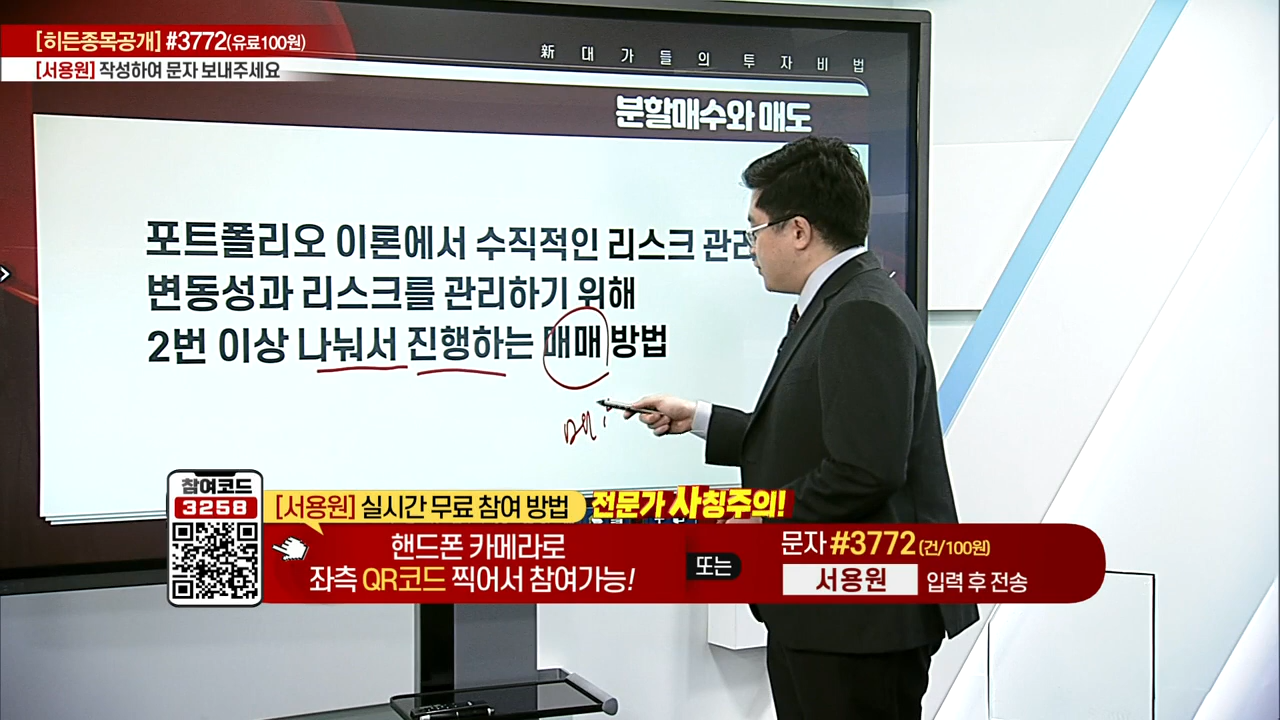 [히든종목공개] #3772(유료100원)
[서용원] 작성하여 문자 보내주세요
新 대가들의 투자비법
분할매수와 매도
포트폴리오 이론에서 수직적인 리스크 관리
변동성과 리스크를 관리하기 위해
2번 이상 나눠서 진행하는 매매 방법
참여코드
3258
[서용원] 실시간 무료 참여 방법
전문가 사칭주의!
핸드폰 카메라로
좌측 QR코드 찍어서 참여가능!
또는
문자 #3772 (건/100원)
서용원 입력 후 전송